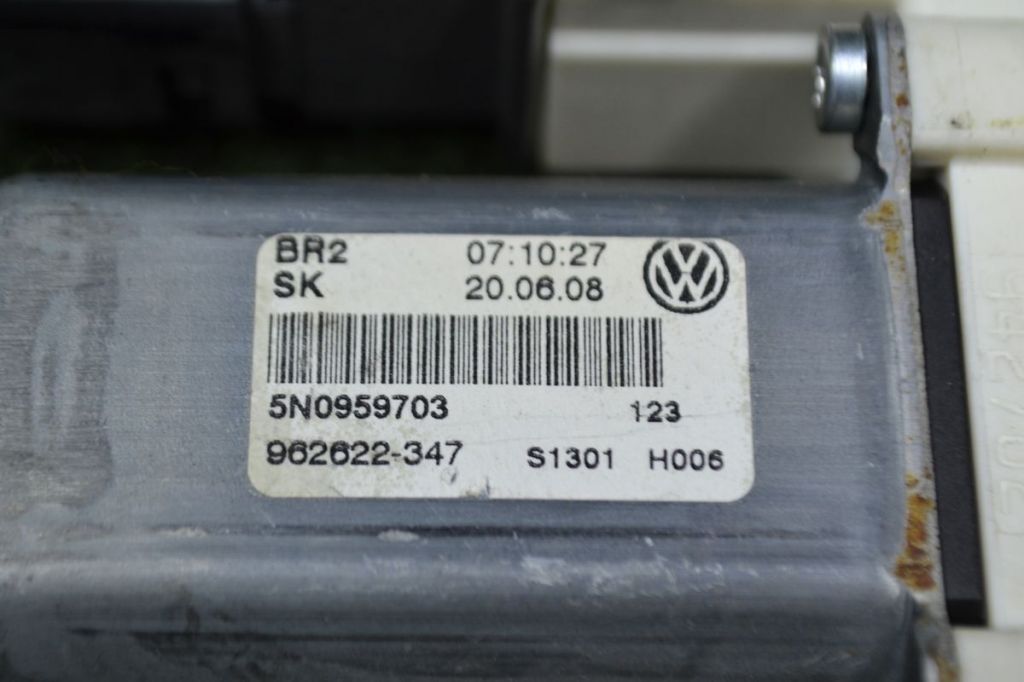 BR2 07:10:27
SK 20.06.08
5N0959703 123
962622-347 S1301 H006